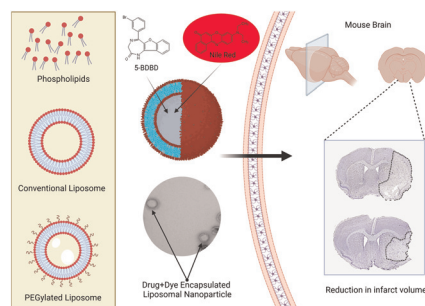 Phospholipids
Conventional Liposome
PEGylated Liposome
Br
5-BDBD
Nile Red
Drug+Dye Encapsulated
Liposomal Nanoparticle
Mouse Brain
Reduction in infarct volume